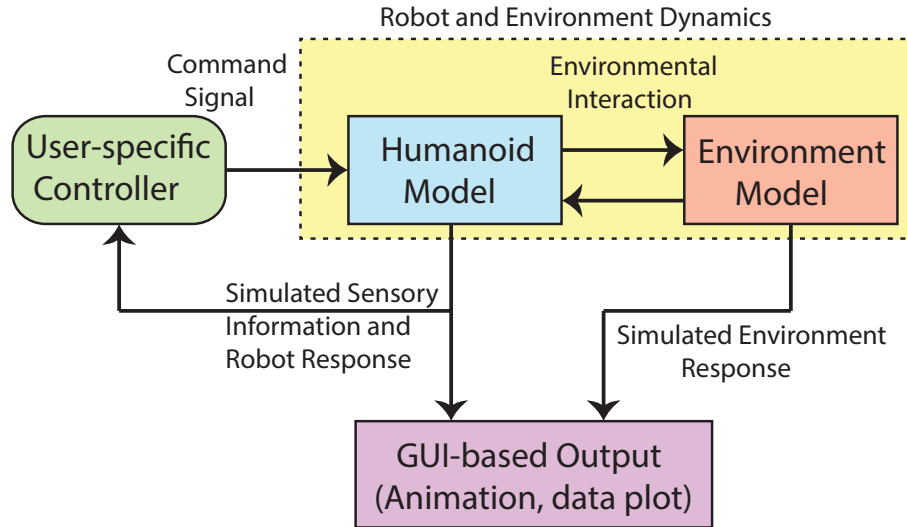 Robot and Environment Dynamics
Command
Signal
Environmental
Interaction
User-specific
Controller
Humanoid
Model
Environment
Model
Simulated Sensory
Information and
Robot Response
Simulated Environment
Response
GUI-based Output
(Animation, data plot)